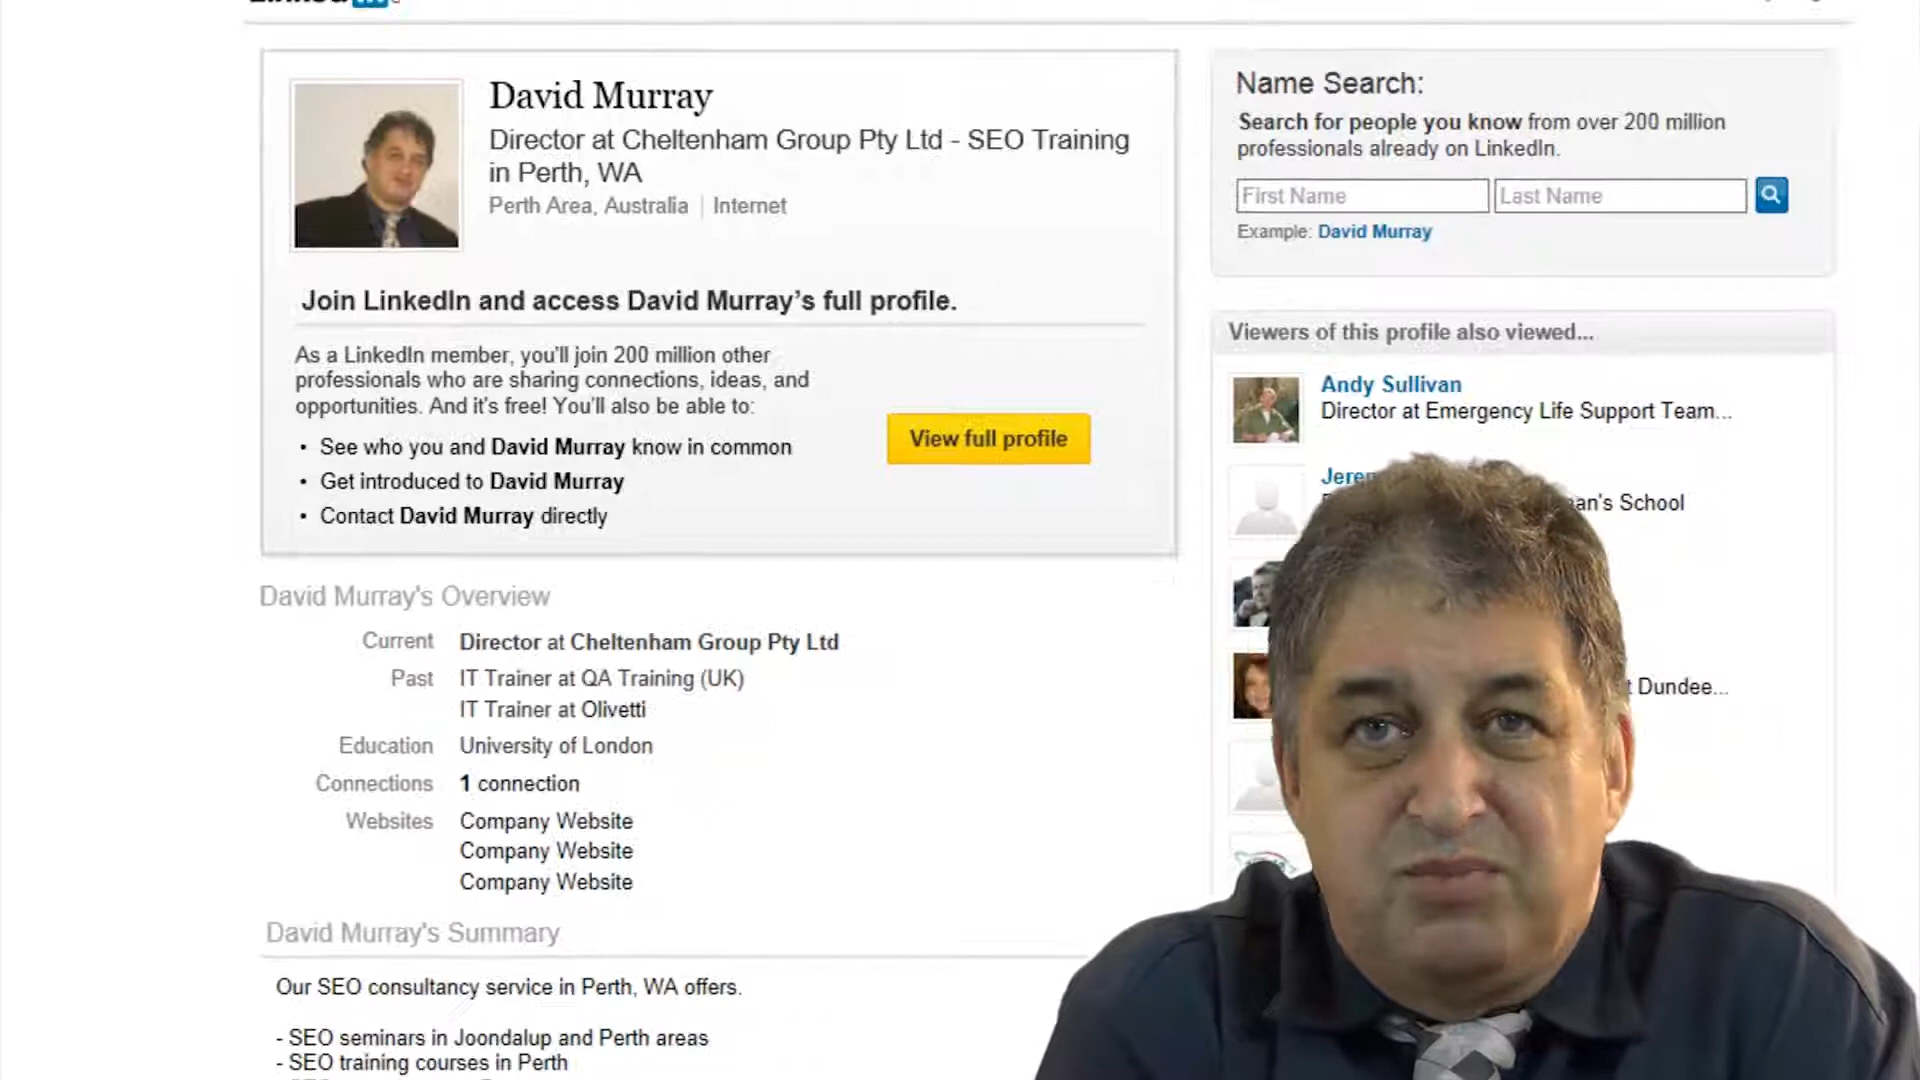 David Murray
Director at Cheltenham Group Pty Ltd - SEO Training
in Perth, WA
Perth Area, Australia | Internet
Join LinkedIn and access David Murray's full profile.
As a LinkedIn member, you'll join 200 million other
professionals who are sharing connections, ideas, and
opportunities. And it's free! You'll also be able to:
• See who you and David Murray know in common
• Get introduced to David Murray
• Contact David Murray directly
View full profile
David Murray's Overview
Current Director at Cheltenham Group Pty Ltd
Past IT Trainer at QA Training (UK)
IT Trainer at Olivetti
Education University of London
Connections 1 connection
Websites Company Website
Company Website
Company Website
David Murray's Summary
Our SEO consultancy service in Perth, WA offers.
- SEO seminars in Joondalup and Perth areas
- SEO training courses in Perth
Name Search:
Search for people you know from over 200 million
professionals already on LinkedIn.
First Name Last Name
Example: David Murray
Viewers of this profile also viewed...
Andy Sullivan
Director at Emergency Life Support Team...
School
Dundee...